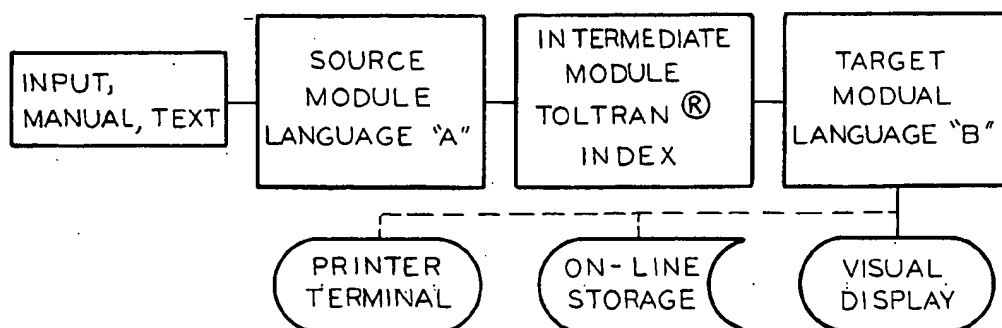 INPUT,
MANUAL, TEXT
SOURCE
MODULE
LANGUAGE "A"
INTERMEDIATE
MODULE
TOLTRAN ®
INDEX
TARGET
MODUAL
LANGUAGE "B"
PRINTER
TERMINAL
ON-LINE
STORAGE
VISUAL
DISPLAY